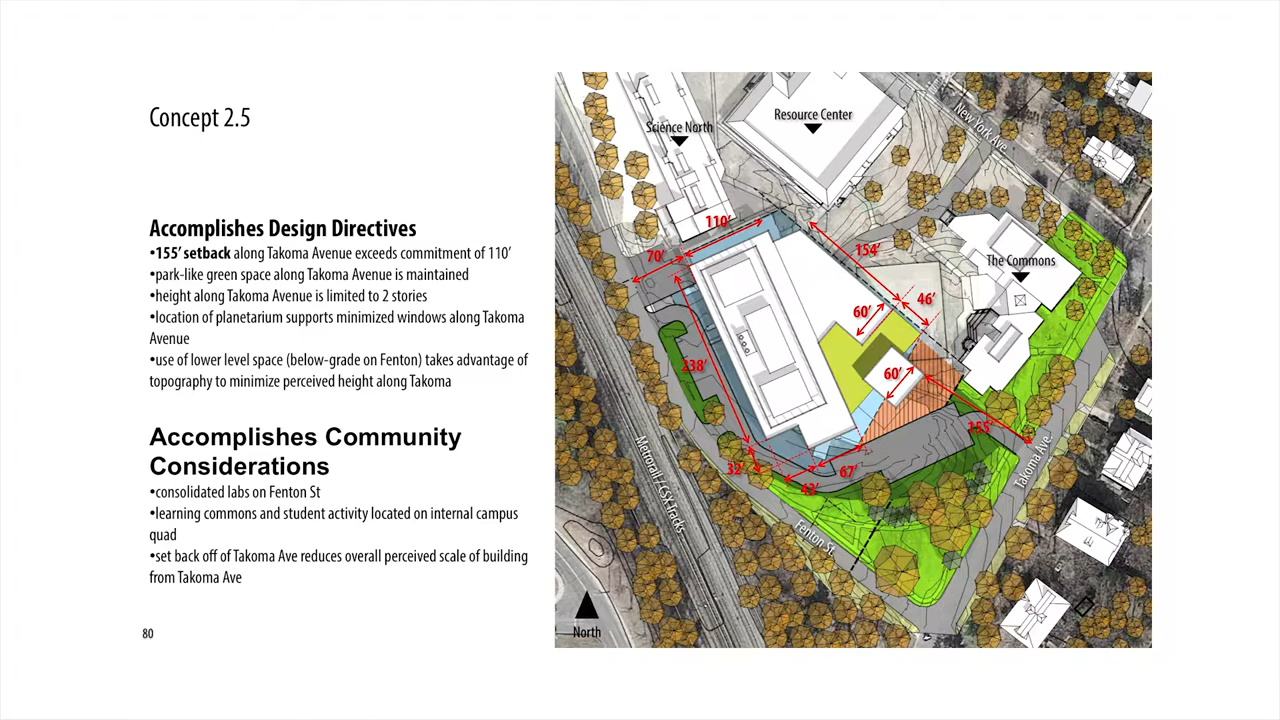 Concept 2.5
Accomplishes Design Directives
•155’ setback along Takoma Avenue exceeds commitment of 110’
•park-like green space along Takoma Avenue is maintained
•height along Takoma Avenue is limited to 2 stories
•location of planetarium supports minimized windows along Takoma
Avenue
•use of lower level space (below-grade on Fenton) takes advantage of
topography to minimize perceived height along Takoma
Accomplishes Community
Considerations
•consolidated labs on Fenton St
•learning commons and student activity located on internal campus
quad
•set back off of Takoma Ave reduces overall perceived scale of building
from Takoma Ave
80
Science North
Resource Center
New York Ave
The Commons
110’
70’
154’
46’
60’
238’
60’
155’
32’
43’
67’
Metrorail / CSX Tracks
Fenton St.
Takoma Ave.
North